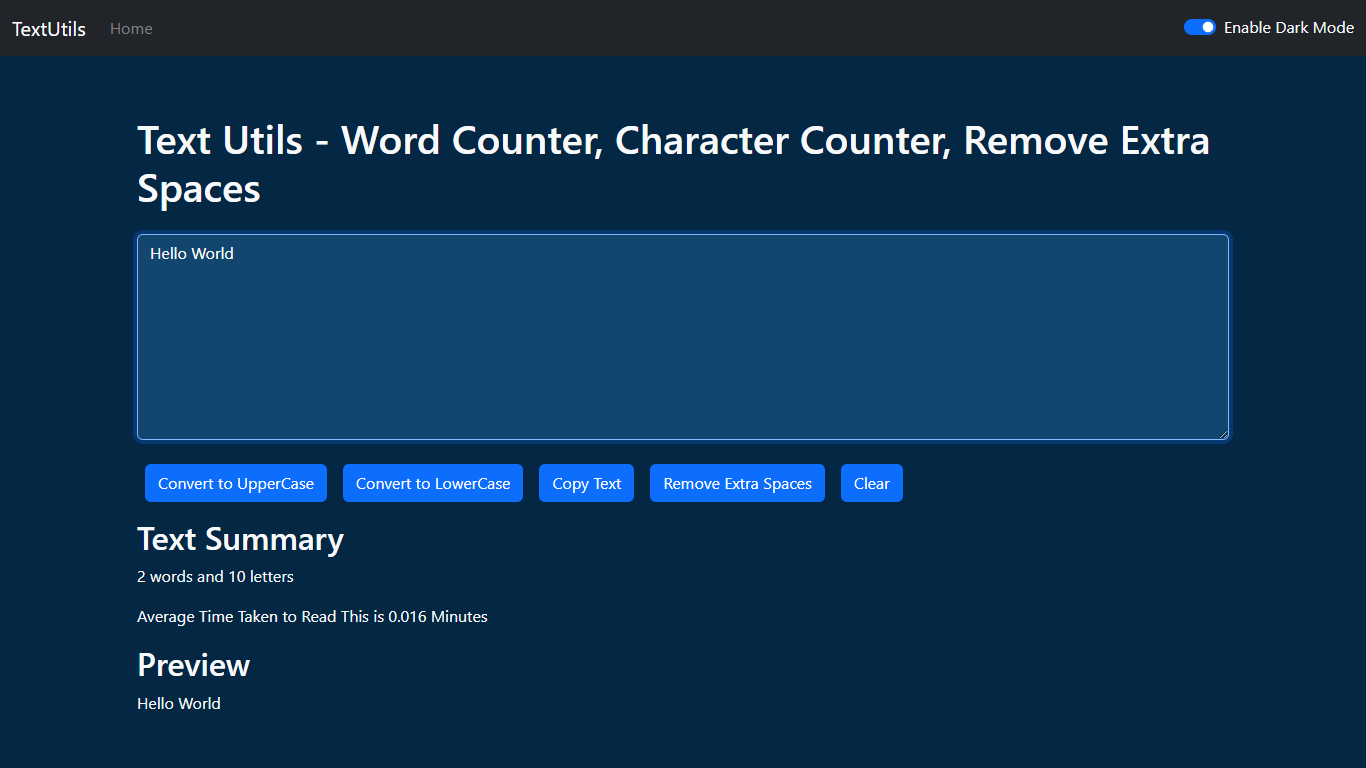 TextUtils Home Enable Dark Mode
Text Utils - Word Counter, Character Counter, Remove Extra
Spaces
Hello World
Convert to UpperCase Convert to LowerCase Copy Text Remove Extra Spaces Clear
Text Summary
2 words and 10 letters
Average Time Taken to Read This is 0.016 Minutes
Preview
Hello World